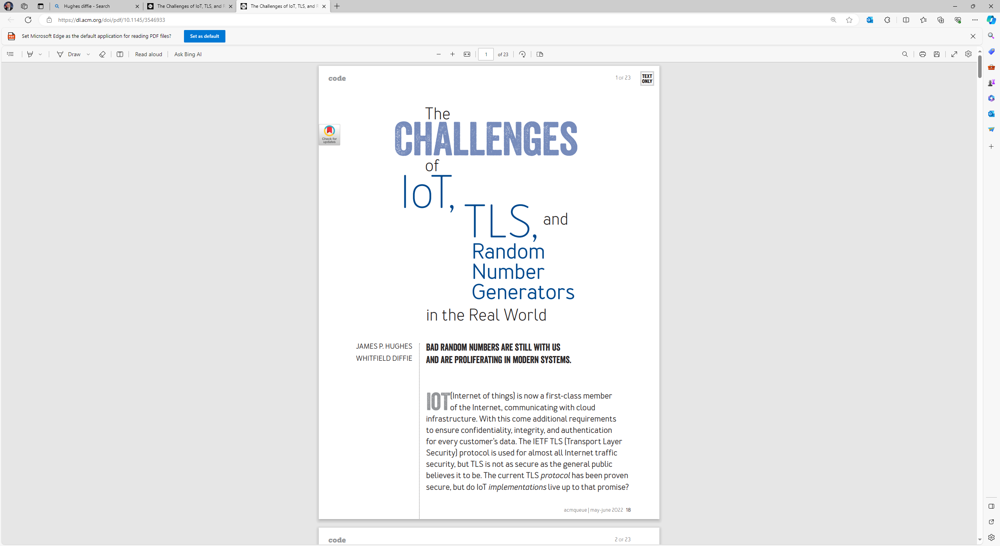 Hughes diffie - Search
The Challenges of IoT, TLS, and R
The Challenges of IoT, TLS, and R
https://dl.acm.org/doi/pdf/10.1145/3546933
PDF
Set Microsoft Edge as the default application for reading PDF files?
Set as default
Draw
Read aloud
Ask Bing AI
1
of 23
code
1 OF 23
TEXT
ONLY
The
CHALLENGES
Check for
updates
of
IoT,
TLS, and
Random
Number
Generators
in the Real World
JAMES P. HUGHES
WHITFIELD DIFFIE
BAD RANDOM NUMBERS ARE STILL WITH US
AND ARE PROLIFERATING IN MODERN SYSTEMS.
IOT (Internet of things) is now a first-class member
of the Internet, communicating with cloud
infrastructure. With this come additional requirements
to ensure confidentiality, integrity, and authentication
for every customer’s data. The IETF TLS (Transport Layer
Security) protocol is used for almost all Internet traffic
security, but TLS is not as secure as the general public
believes it to be. The current TLS protocol has been proven
secure, but do IoT implementations live up to that promise?
acmqueue | may-june 2022 18
code
2 OF 23